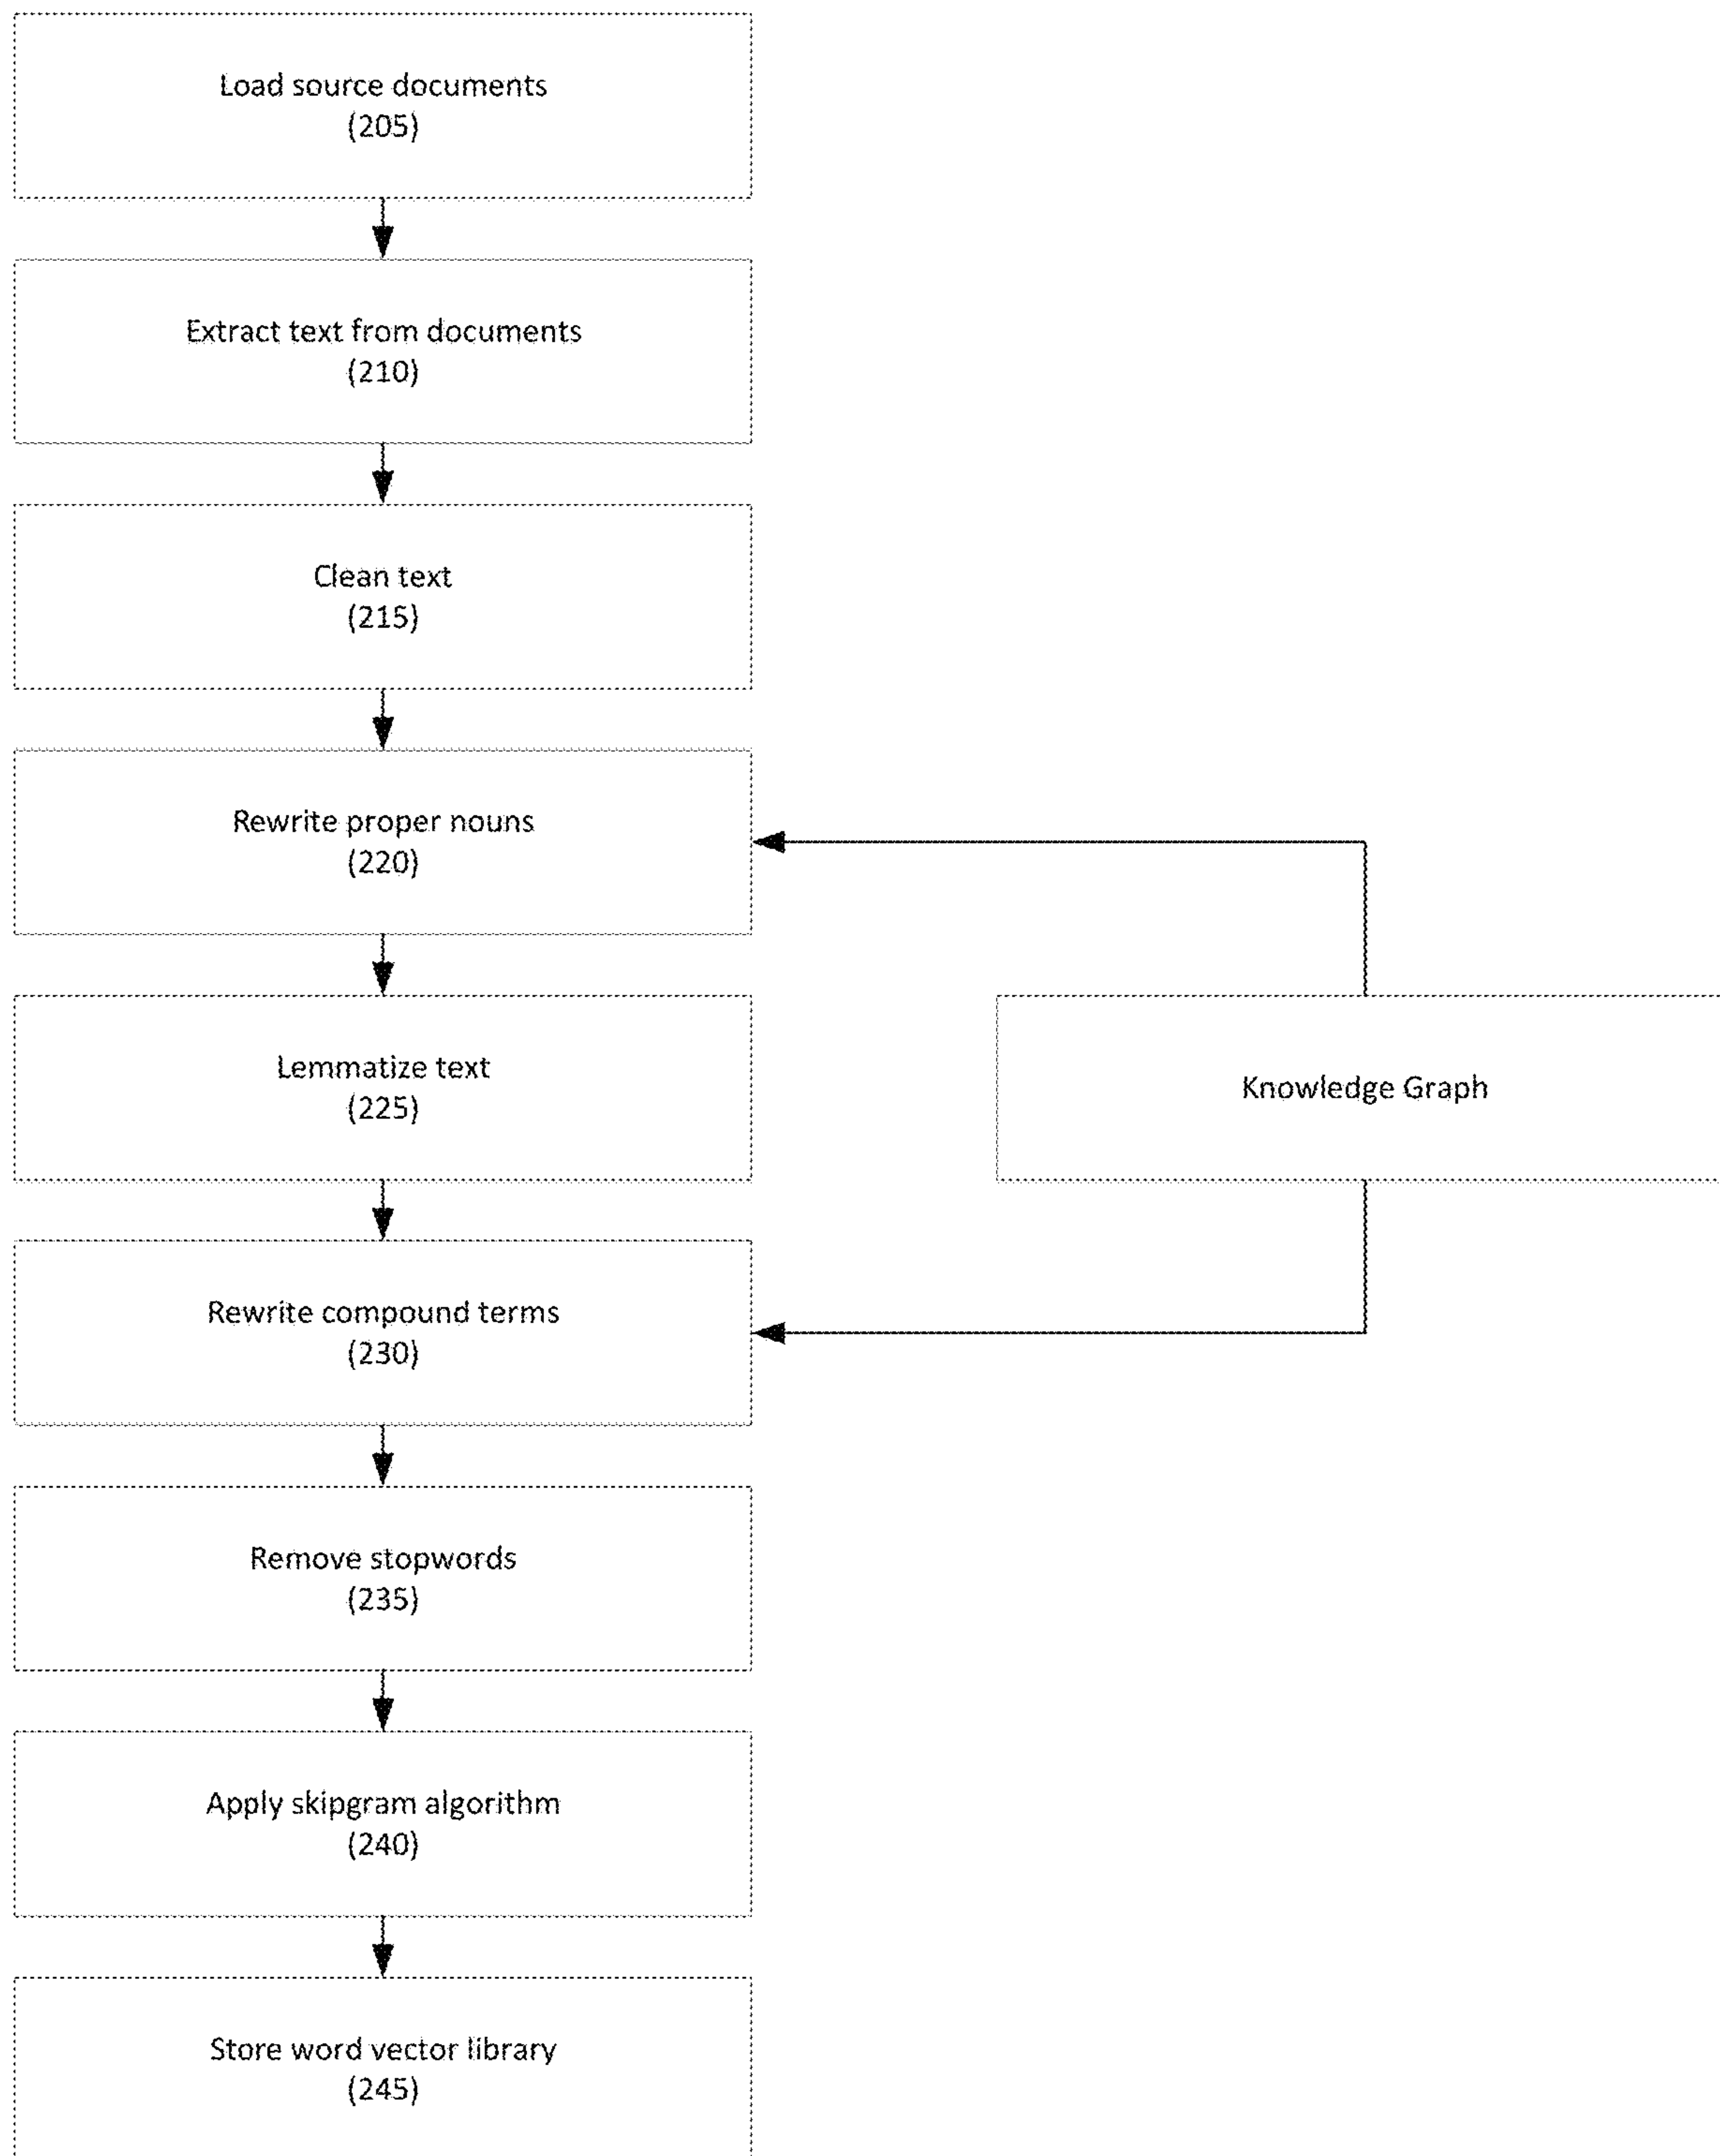 Load source documents
(205)
Extract text from documents
(210)
Clean text
(215)
Rewrite proper nouns
(220)
Lemmatize text
(225)
Knowledge Graph
Rewrite compound terms
(230)
Remove stopwords
(235)
Apply skipgram algorithm
(240)
Store word vector library
(245)